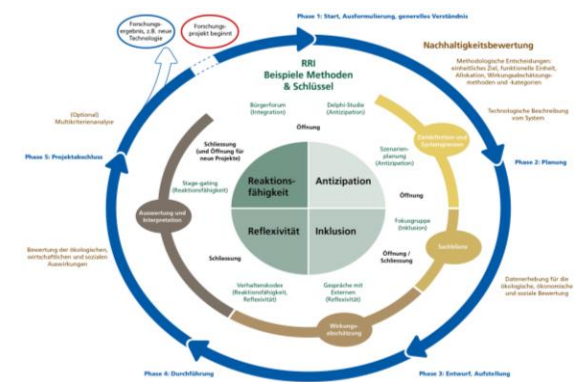 Forschungs-
ergebnis, z.B. neue
Technologie
Forschungs-
projekt beginnt
Phase 1: Start, Ausformulierung, generelles Verständnis
Nachhaltigkeitsbewertung
Methodologische Entscheidungen:
einheitliches Ziel, funktionelle Einheit,
Allokation, Wirkungsabschätzungs-
methoden und -kategorien
Technologische Beschreibung
vom System
RRI
Beispiele Methoden
& Schlüssel
Bürgerforum
(Integration)
Delphi-Studie
(Antizipation)
Öffnung
(Optional)
Multikriterienanalyse
Schliessung
(und Öffnung für
neue Projekte)
Szenarien-
planung
(Antizipation)
Zieldefinition und
Systemgrenzen
Phase 5: Projektabschluss
Phase 2: Planung
Stage-gating
(Reaktionsfähigkeit)
Reaktions-
fähigkeit
Antizipation
Öffnung
Auswertung und
Interpretation
Reflexivität
Inklusion
Fokusgruppe
(Inklusion)
Sachbilanz
Bewertung der ökologischen,
wirtschaftlichen und sozialen
Auswirkungen
Schliessung
Öffnung /
Schliessung
Verhaltenskodex
(Reaktionsfähigkeit,
Reflexivität)
Gespräche mit
Externen
(Reflexivität)
Datenerhebung für die
ökologische, ökonomische
und soziale Bewertung
Wirkungs-
abschätzung
Phase 4: Durchführung
Phase 3: Entwurf, Aufstellung